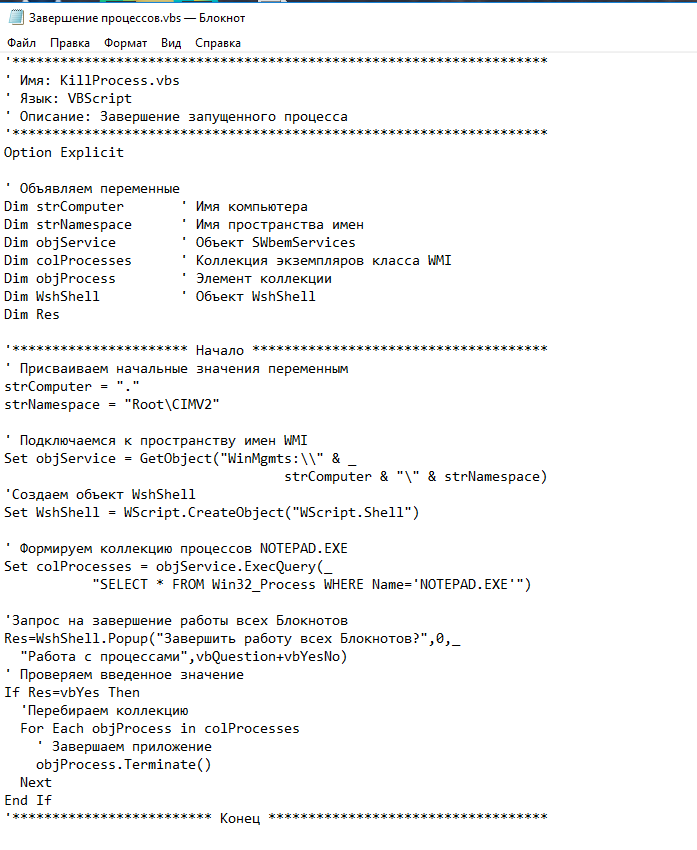 Завершение процессов.vbs — Блокнот
Файл Правка Формат Вид Справка
'*******************************************************************
' Имя: KillProcess.vbs
' Язык: VBScript
' Описание: Завершение запущенного процесса
'*******************************************************************
Option Explicit
' Объявляем переменные
Dim strComputer       ' Имя компьютера
Dim strNamespace      ' Имя пространства имен
Dim objService        ' Объект SWbemServices
Dim colProcesses      ' Коллекция экземпляров класса WMI
Dim objProcess        ' Элемент коллекции
Dim WshShell          ' Объект WshShell
Dim Res
'********************** Начало *************************************
' Присваиваем начальные значения переменным
strComputer = "."
strNamespace = "Root\CIMV2"
' Подключаемся к пространству имен WMI
Set objService = GetObject("WinMgmts:\\" & _
                                   strComputer & "\" & strNamespace)
'Создаем объект WshShell
Set WshShell = WScript.CreateObject("WScript.Shell")
' Формируем коллекцию процессов NOTEPAD.EXE
Set colProcesses = objService.ExecQuery(_
           "SELECT * FROM Win32_Process WHERE Name='NOTEPAD.EXE'")
'Запрос на завершение работы всех Блокнотов
Res=WshShell.Popup("Завершить работу всех Блокнотов?",0,_
  "Работа с процессами",vbQuestion+vbYesNo)
' Проверяем введенное значение
If Res=vbYes Then
  'Перебираем коллекцию
  For Each objProcess in colProcesses
    ' Завершаем приложение
    objProcess.Terminate()
  Next
End If
'************************* Конец ***********************************